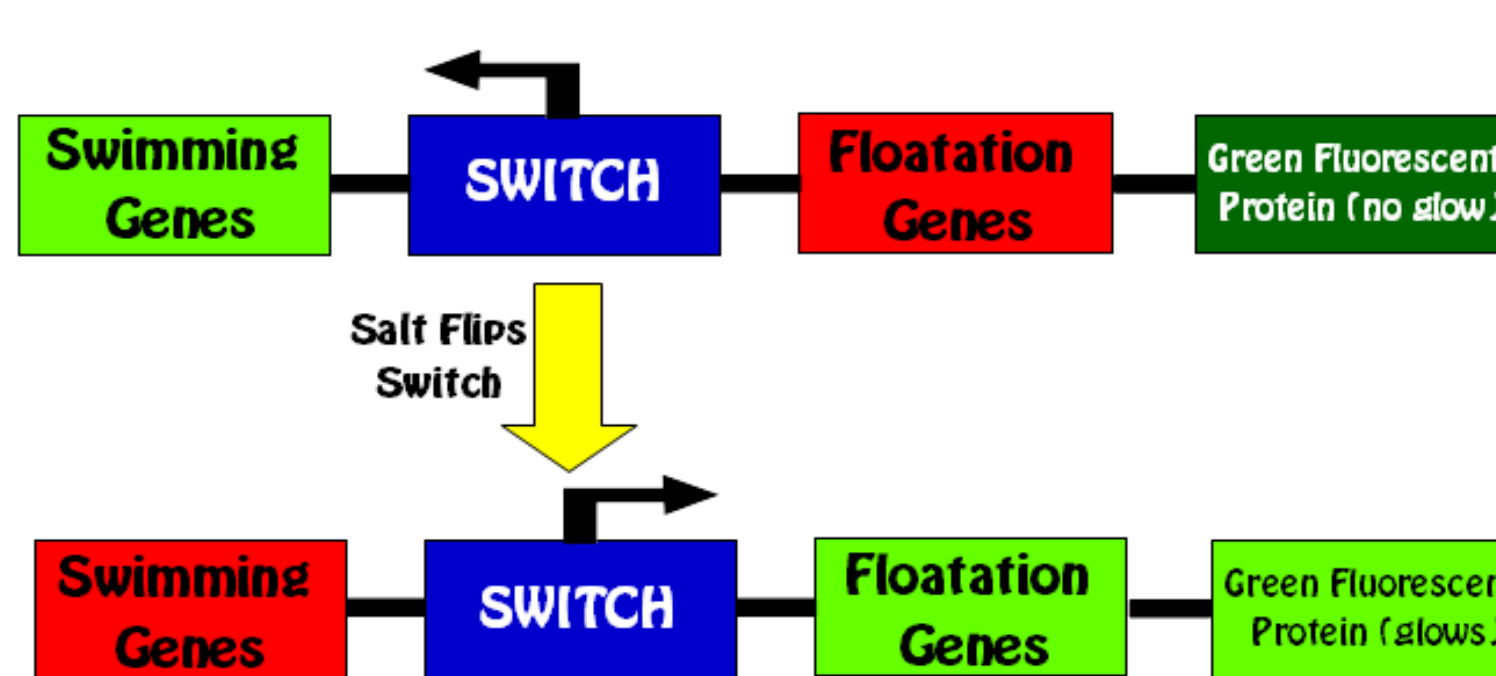 Swimming
Genes
SWITCH
Floatation
Genes
Green Fluorescent
Protein (no glow)
Salt Flips
Switch
Swimming
Genes
SWITCH
Floatation
Genes
Green Fluorescen
Protein (glows)